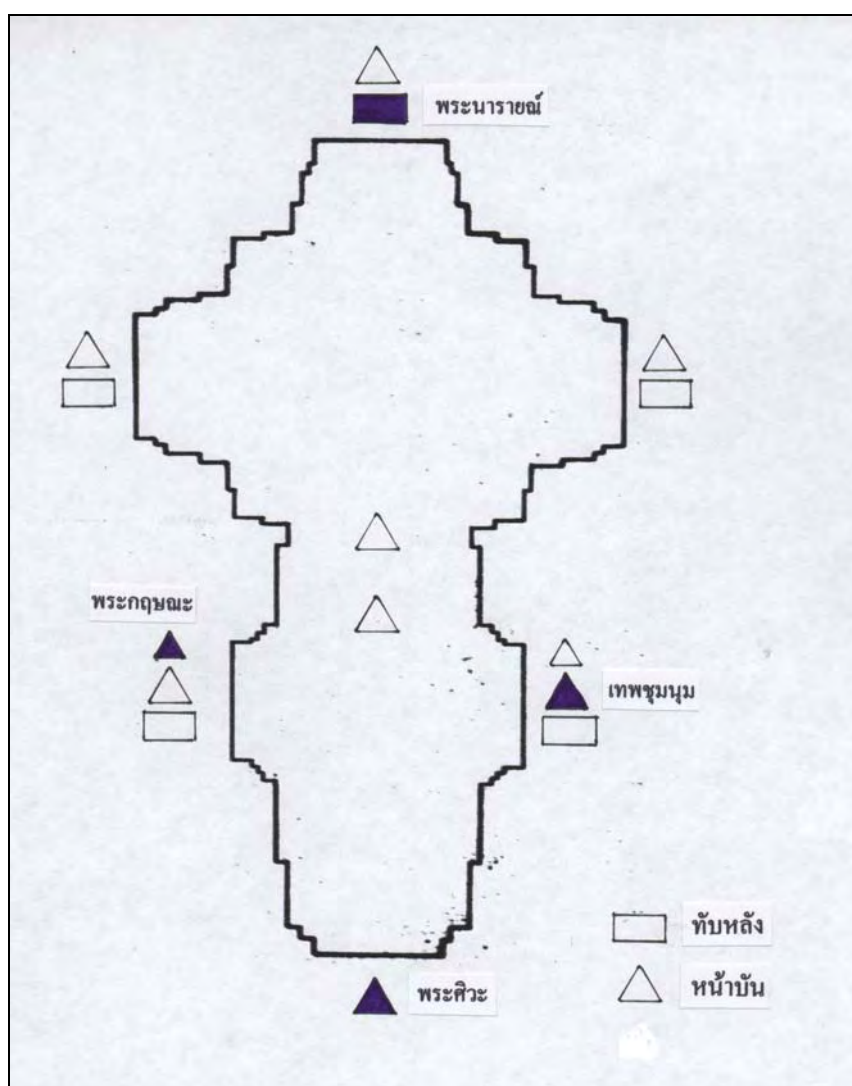 พระนารายณ์
พระกฤษณะ
เทพชุมนุม
ทับหลัง
พระศิวะ
หน้าบัน